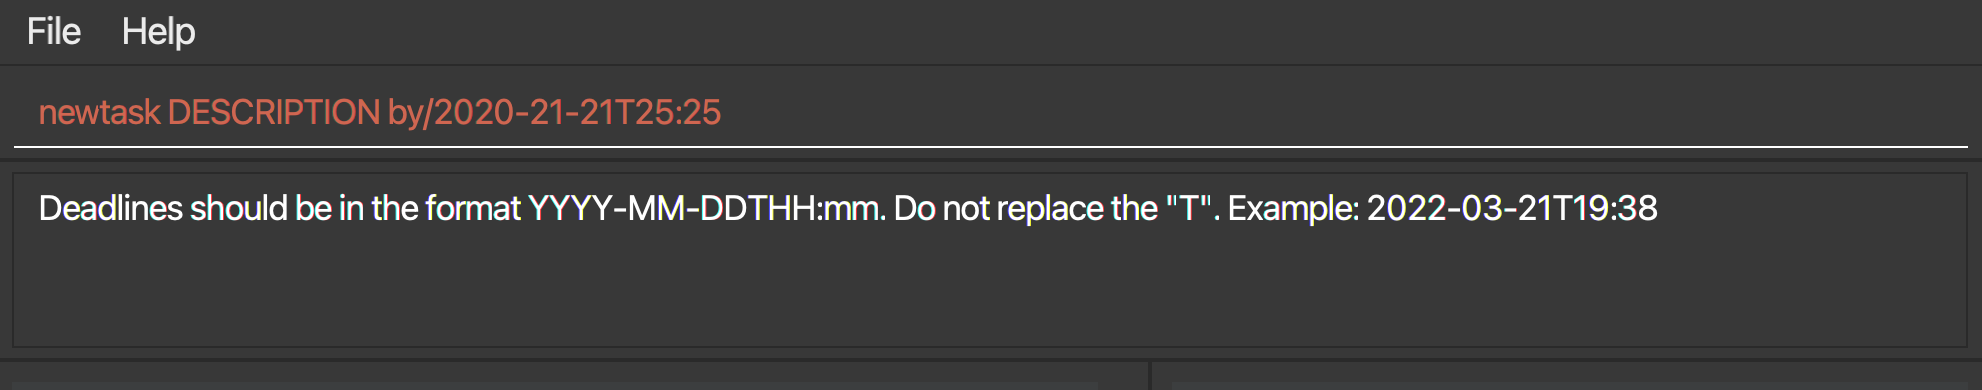 File Help
newtask DESCRIPTION by/2020-21-21T25:25
Deadlines should be in the format YYYY-MM-DDTHH:mm. Do not replace the "T". Example: 2022-03-21T19:38